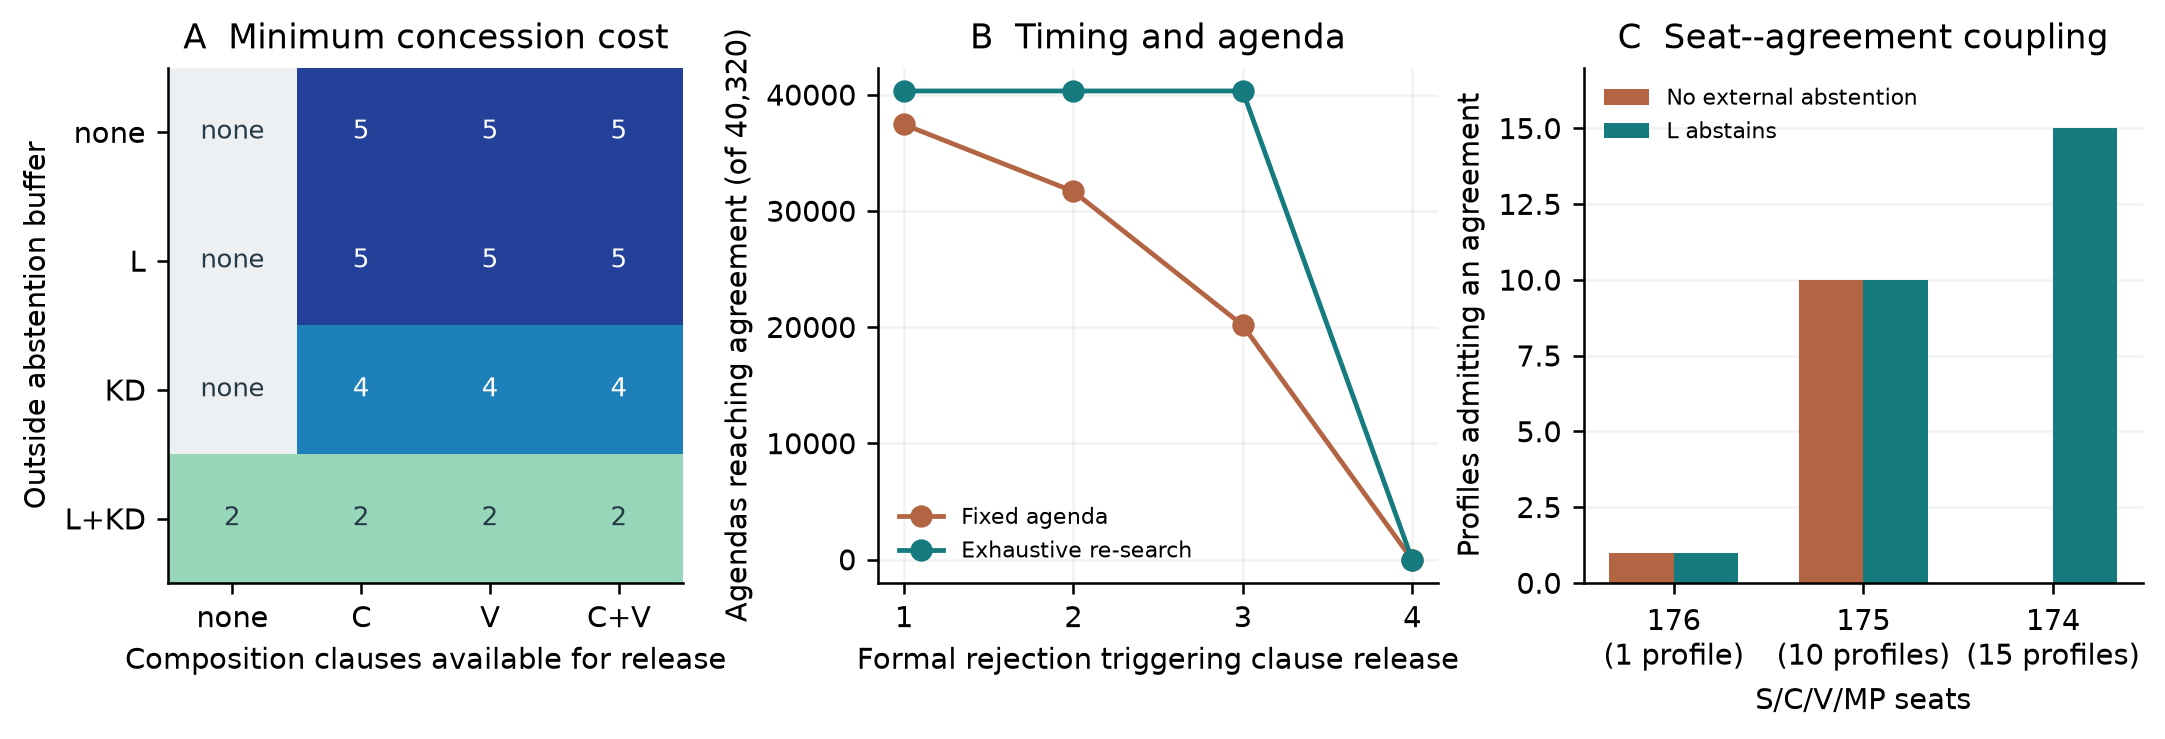 A  Minimum concession cost
Outside abstention buffer
none
L
KD
L+KD
none 5 5 5
none 5 5 5
none 4 4 4
2 2 2 2
none C V C+V
Composition clauses available for release
B  Timing and agenda
Agendas reaching agreement (of 40,320)
40000
30000
20000
10000
0
Fixed agenda
Exhaustive re-search
1 2 3 4
Formal rejection triggering clause release
C  Seat--agreement coupling
Profiles admitting an agreement
15.0
12.5
10.0
7.5
5.0
2.5
0.0
No external abstention
L abstains
176 175 174
(1 profile) (10 profiles) (15 profiles)
S/C/V/MP seats